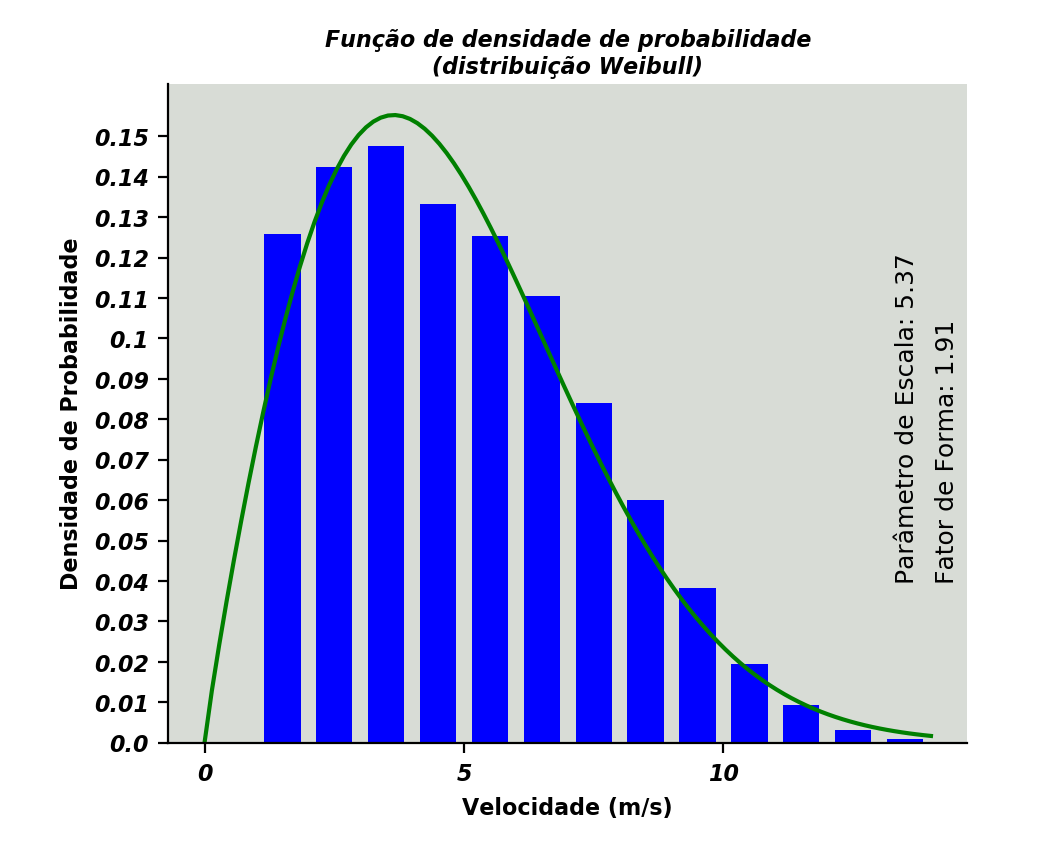 Função de densidade de probabilidade
(distribuição Weibull)
Densidade de Probabilidade
0.15
0.14
0.13
0.12
0.11
0.1
0.09
0.08
0.07
0.06
0.05
0.04
0.03
0.02
0.01
0.0
Parâmetro de Escala: 5.37
Fator de Forma: 1.91
0 5 10
Velocidade (m/s)